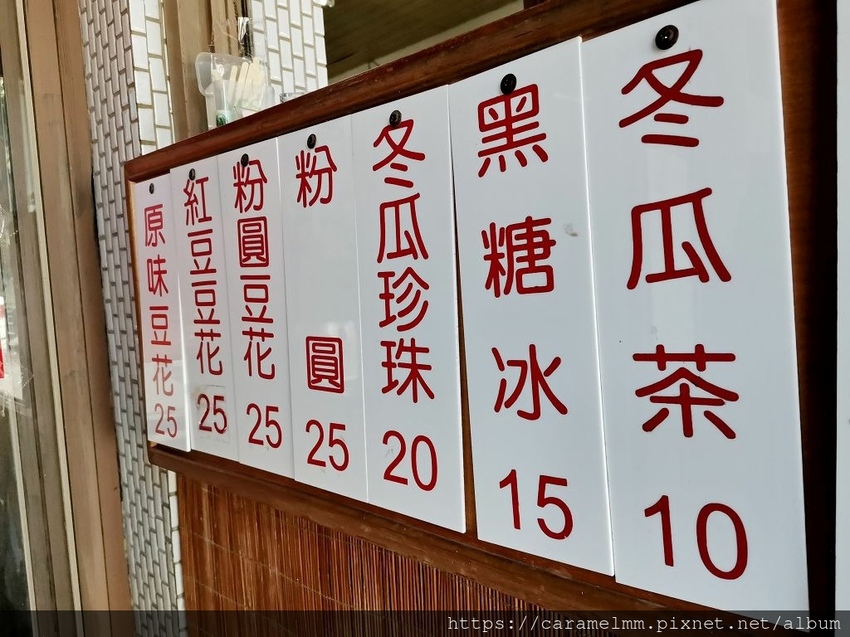 冬瓜茶 10
黑糖冰 15
冬瓜珍珠 20
粉圓 25
粉圓豆花 25
紅豆豆花 25
原味豆花 25
https://caramelmm.pixnet.net/album